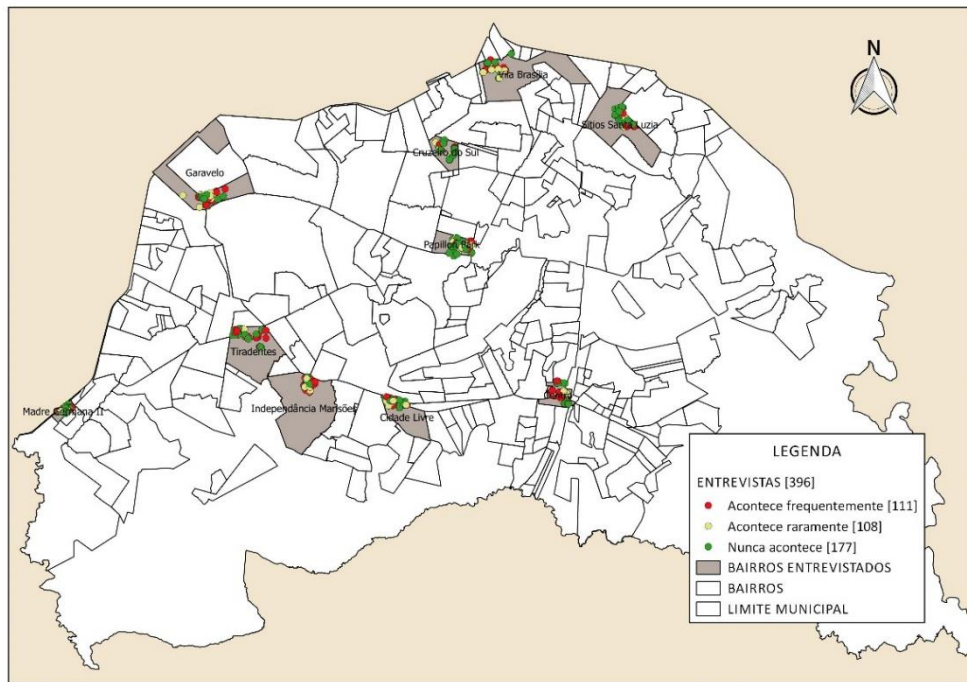 N
Vila Brasília
Sítios Santa Luzia
Cruzeiro do Sul
Garavelo
Papillon Park
Tiradentes
Independância Mansões
Madre Germana II
Cidade Livre
LEGENDA
ENTREVISTAS [396]
Acontece frequentemente [111]
Acontece raramente [108]
Nunca acontece [177]
BAIRROS ENTREVISTADOS
BAIRROS
LIMITE MUNICIPAL